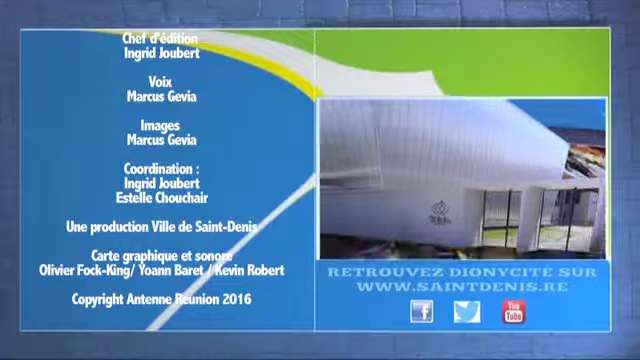 Chef d'édition
Ingrid Joubert
Voix
Marcus Gevia
Images
Marcus Gevia
Coordination :
Ingrid Joubert
Estelle Chouchair
Une production Ville de Saint-Denis
Carte graphique et sonore
Olivier Fock-King/ Yoann Baret / Kevin Robert
Copyright Antenne Reunion 2016
RETROUVEZ DIONYCITÉ SUR
WWW.SAINTDENIS.RE
You
Tube